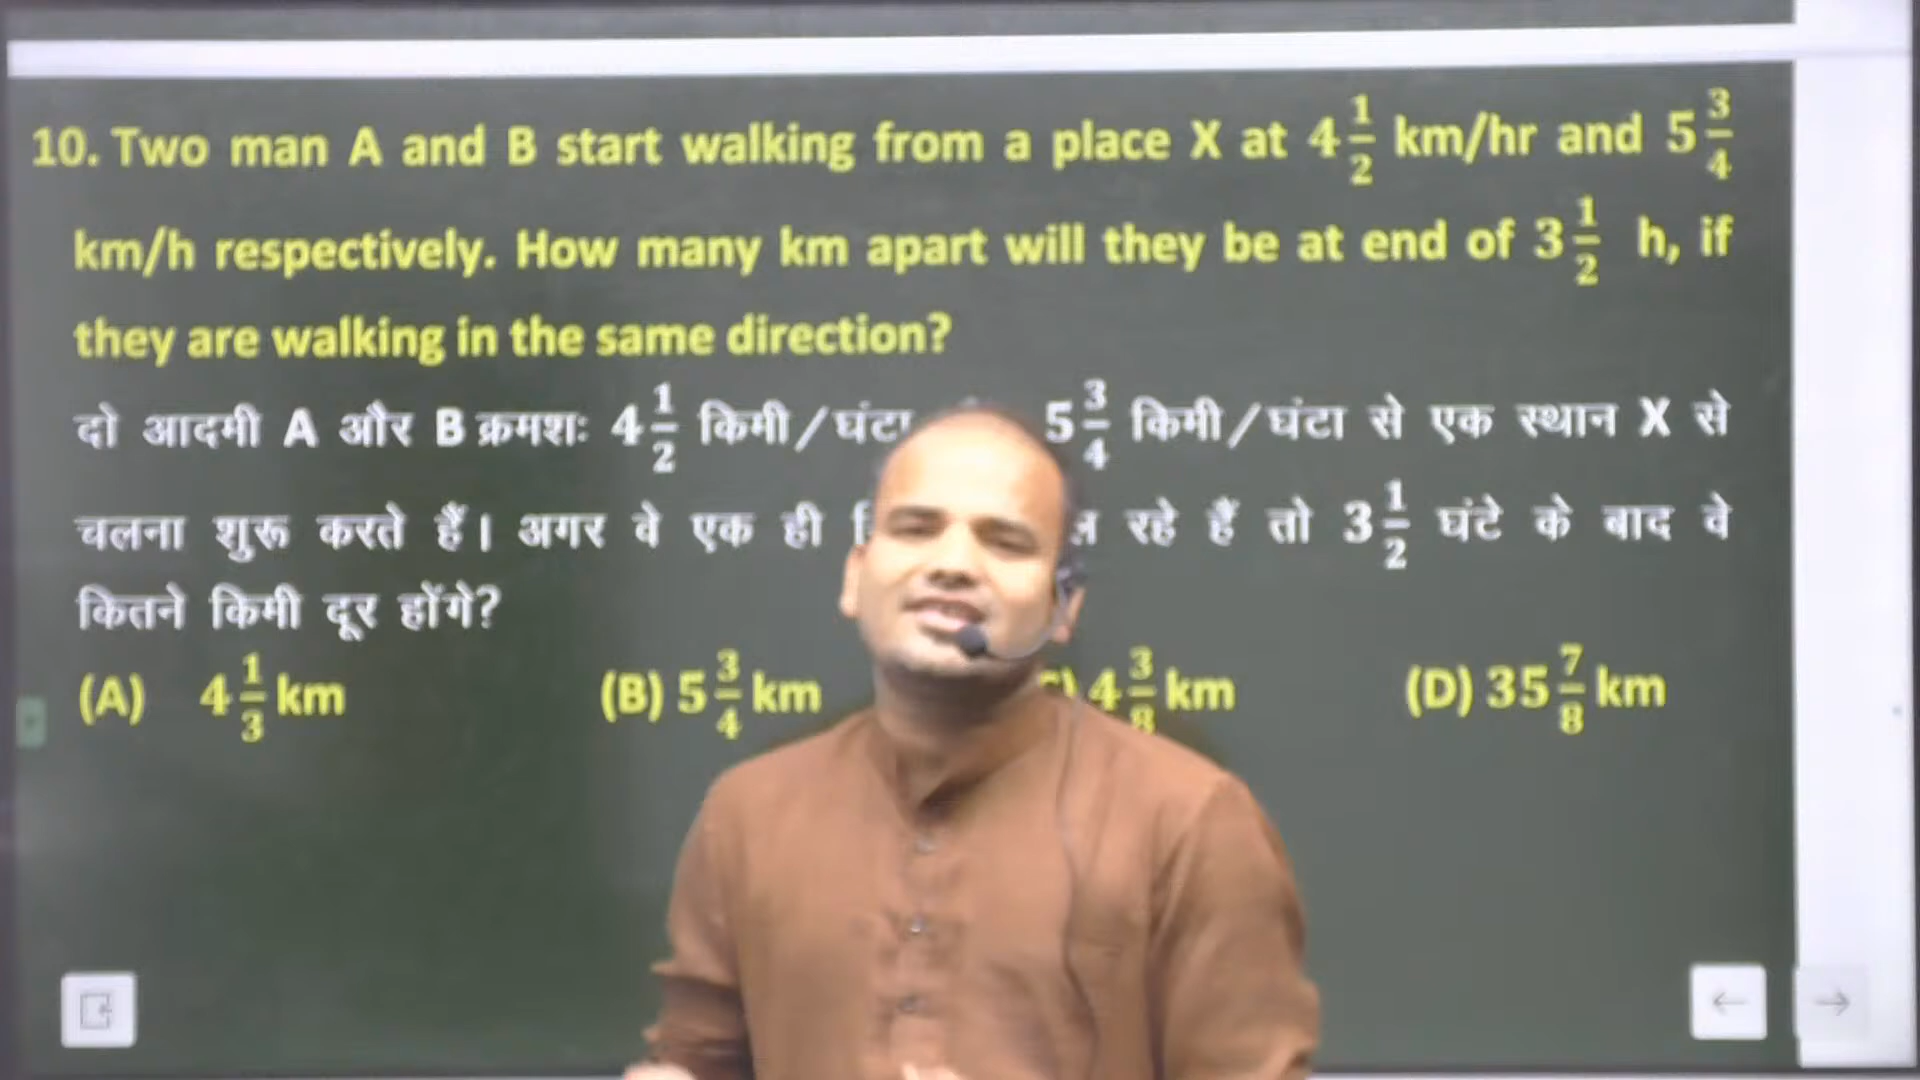 10. Two man A and B start walking from a place X at 4 1/2 km/hr and 5 3/4
km/h respectively. How many km apart will they be at end of 3 1/2 h, if
they are walking in the same direction?
दो आदमी A और B क्रमशः 4 1/2 किमी/घंटा 5 3/4 किमी/घंटा से एक स्थान X से
चलना शुरू करते हैं। अगर वे एक ही रहे हैं तो 3 1/2 घंटे के बाद वे
कितने किमी दूर होंगे?
(A) 4 1/3 km (B) 5 3/4 km 4 3/8 km (D) 35 7/8 km